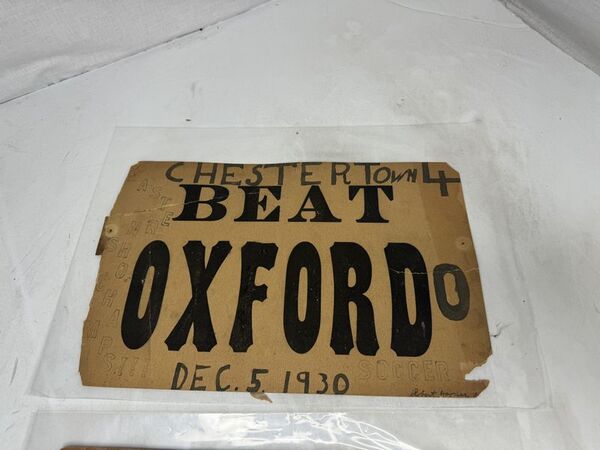 CHESTERTOWN 4
BEAT
OXFORD 0
DEC. 5. 1930
SOCCER